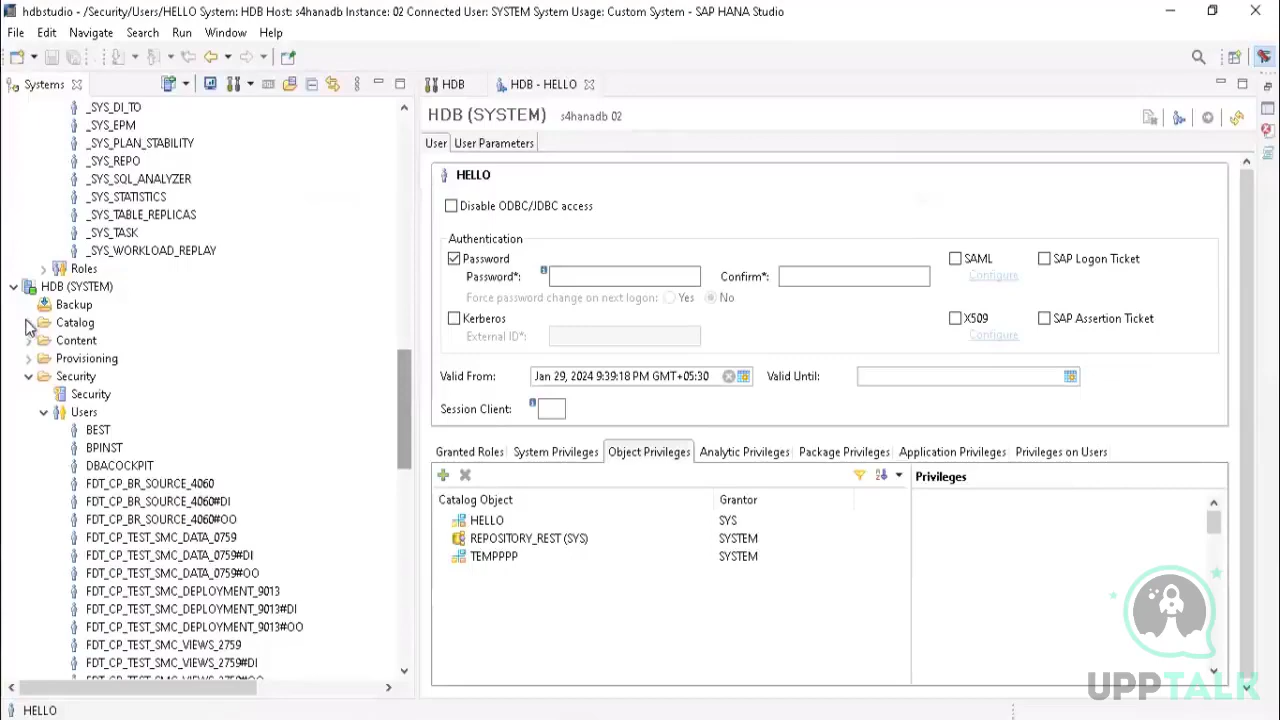 hdbstudio - /Security/Users/HELLO System: HDB Host: s4hanadb Instance: 02 Connected User: SYSTEM System Usage: Custom System - SAP HANA Studio
File Edit Navigate Search Run Window Help
Systems
_SYS_DI_TO
_SYS_EPM
_SYS_PLAN_STABILITY
_SYS_REPO
_SYS_SQL_ANALYZER
_SYS_STATISTICS
_SYS_TABLE_REPLICAS
_SYS_TASK
_SYS_WORKLOAD_REPLAY
Roles
HDB (SYSTEM)
Backup
Catalog
Content
Provisioning
Security
Security
Users
BEST
BPINST
DBACOCKPIT
FDT_CP_BR_SOURCE_4060
FDT_CP_BR_SOURCE_4060#DI
FDT_CP_BR_SOURCE_4060#OO
FDT_CP_TEST_SMC_DATA_0759
FDT_CP_TEST_SMC_DATA_0759#DI
FDT_CP_TEST_SMC_DATA_0759#OO
FDT_CP_TEST_SMC_DEPLOYMENT_9013
FDT_CP_TEST_SMC_DEPLOYMENT_9013#DI
FDT_CP_TEST_SMC_DEPLOYMENT_9013#OO
FDT_CP_TEST_SMC_VIEWS_2759
FDT_CP_TEST_SMC_VIEWS_2759#DI
HDB HDB - HELLO
HDB (SYSTEM) s4hanadb 02
User User Parameters
HELLO
Disable ODBC/JDBC access
Authentication
Password SAML SAP Logon Ticket
Password*: Confirm*: Configure
Force password change on next logon: Yes No
Kerberos X509 SAP Assertion Ticket
External ID*: Configure
Valid From: Jan 29, 2024 9:39:18 PM GMT+05:30 Valid Until:
Session Client:
Granted Roles System Privileges Object Privileges Analytic Privileges Package Privileges Application Privileges Privileges on Users
Privileges
Catalog Object Grantor
HELLO SYS
REPOSITORY_REST (SYS) SYSTEM
TEMPPPP SYSTEM
UPPTALK
HELLO